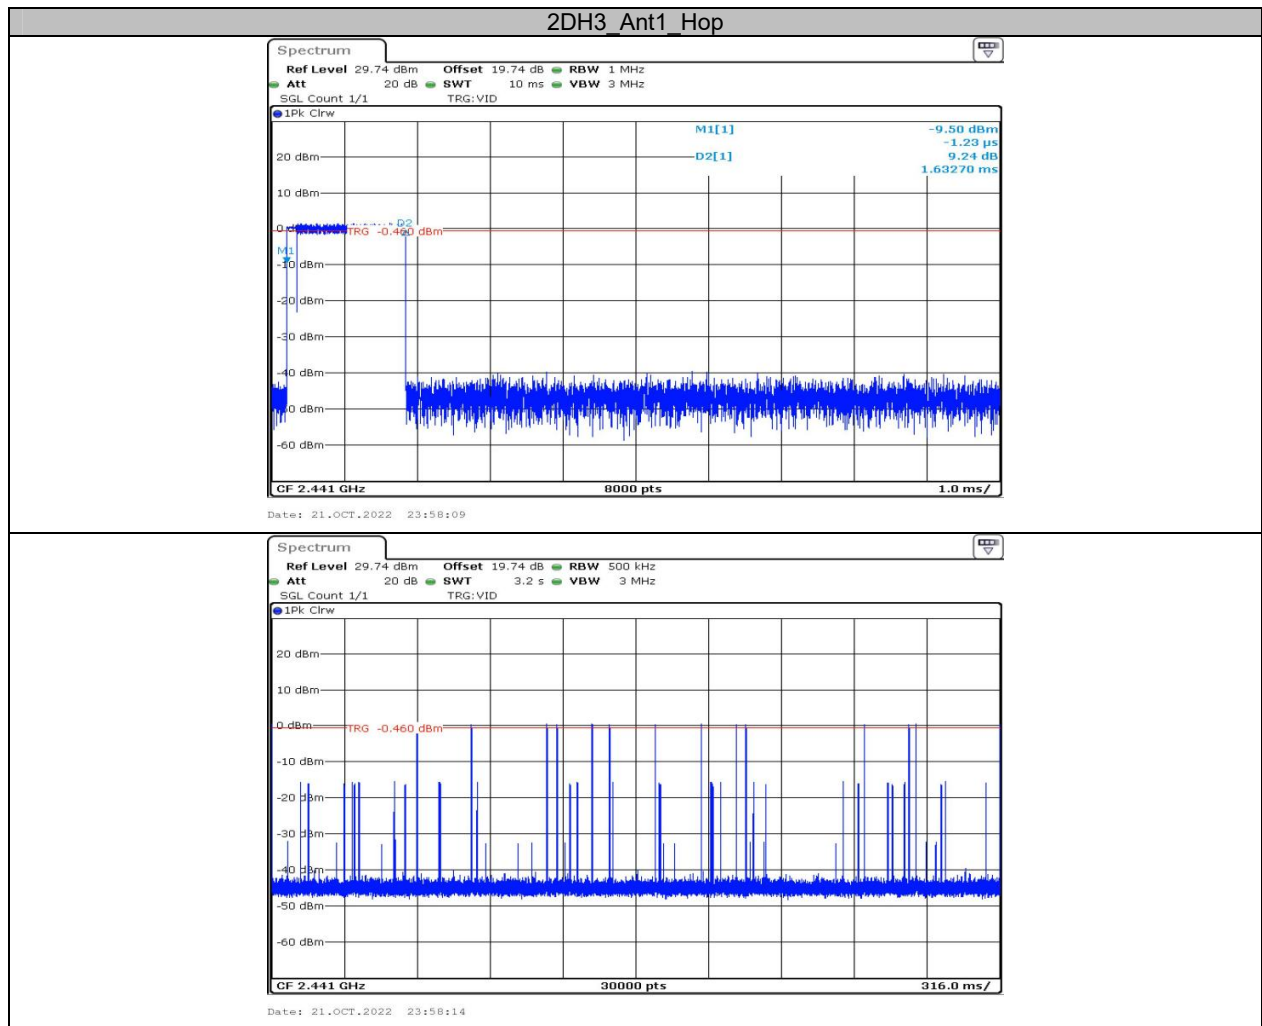 2DH3_Ant1_Hop
Spectrum
Ref Level 29.74 dBm Offset 19.74 dB RBW 1 MHz
Att 20 dB SWT 10 ms VBW 3 MHz
SGL Count 1/1 TRG:VID
1Pk Clrw
M1[1] -9.50 dBm
-1.23 µs
20 dBm D2[1] 9.24 dB
1.63270 ms
10 dBm
D2
0 d
TRG -0.460 dBm
M1
-10 dBm
-20 dBm
-30 dBm
-40 dBm
-50 dBm
-60 dBm
CF 2.441 GHz 8000 pts 1.0 ms/
Date: 21.OCT.2022 23:58:09
Spectrum
Ref Level 29.74 dBm Offset 19.74 dB RBW 500 kHz
Att 20 dB SWT 3.2 s VBW 3 MHz
SGL Count 1/1 TRG:VID
1Pk Clrw
20 dBm
10 dBm
0 dBm
TRG -0.460 dBm
-10 dBm
-20 dBm
-30 dBm
-40 dBm
-50 dBm
-60 dBm
CF 2.441 GHz 30000 pts 316.0 ms/
Date: 21.OCT.2022 23:58:14